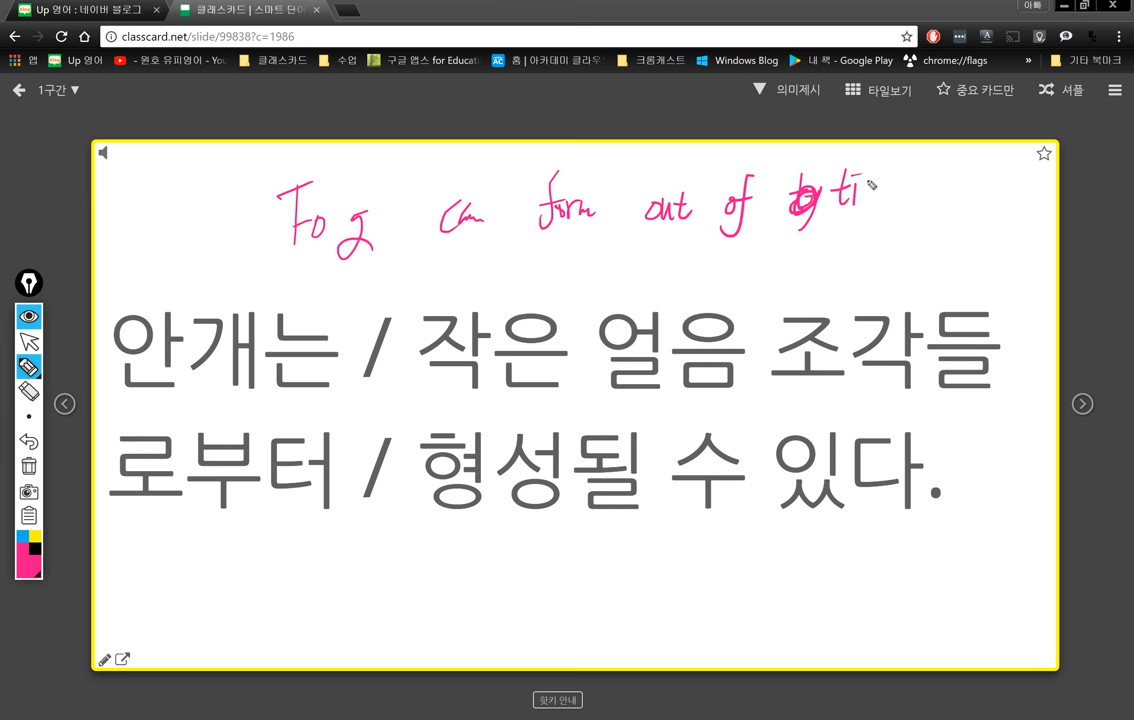 Up 영어 : 네이버 블로그
클래스카드 | 스마트 단어
아빠
classcard.net/slide/99838?c=1986
앱 Up 영어 - 원호 유피영어 - You 클래스카드 수업 구글 앱스 for Educati 홈 | 아카데미 클라우드 크롬캐스트 Windows Blog 내 책 - Google Play chrome://flags » 기타 북마크
1구간 ▼ ▼ 의미제시 타일보기 중요 카드만 셔플
Fog can form out of ti
안개는 / 작은 얼음 조각들
로부터 / 형성될 수 있다.
핫키 안내